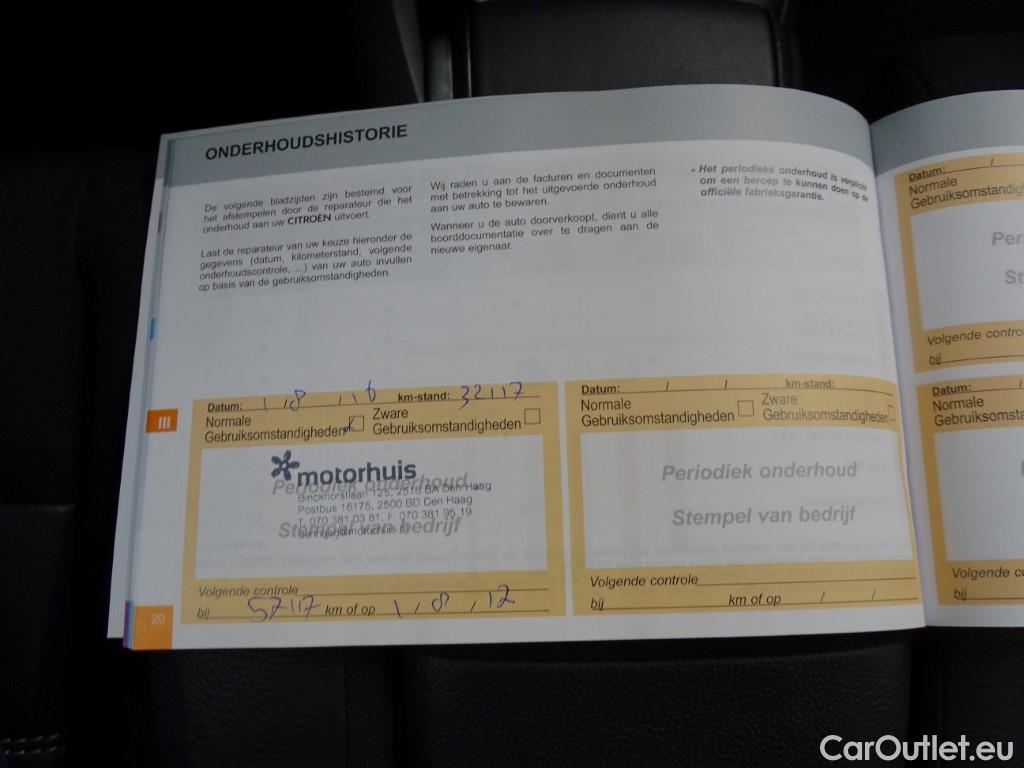 ONDERHOUDSHISTORIE
De volgende bladzijden zijn bestemd voor
het afstempelen door de reparateur die het
onderhoud aan uw CITROËN uitvoert.
Laat de reparateur van uw keuze hieronder de
gegevens (datum, kilometerstand, volgende
onderhoudscontrole, ...) van uw auto invullen
op basis van de gebruiksomstandigheden.
Wij raden u aan de facturen en documenten
met betrekking tot het uitgevoerde onderhoud
aan uw auto te bewaren.
Wanneer u de auto doorverkoopt, dient u alle
boorddocumentatie over te dragen aan de
nieuwe eigenaar.
Het periodieke onderhoud is verplicht
om een beroep te kunnen doen op de
officiële fabrieksgarantie.
III
Datum: 1 / 8 / 16 km-stand: 32117
Normale
Gebruiksomstandigheden
Zware
Gebruiksomstandigheden
motorhuis
Periodiek onderhoud
Binckhorstlaan 125, 2516 BA Den Haag
Postbus 16175, 2500 BD Den Haag
T. 070 381 03 81, F. 070 381 95 19
Stempel van bedrijf
Volgende controle
bij 57117 km of op 1 / 8 / 12
Datum: / / km-stand:
Normale
Gebruiksomstandigheden
Zware
Gebruiksomstandigheden
Periodiek onderhoud
Stempel van bedrijf
Volgende controle
bij km of op / /
20
Datum: /
Normale
Gebruiksomstandigh
Per
St
Volgende contro
bij
Datum: /
Normale
Gebruiksomsta
Volgende co
bij
CarOutlet.eu